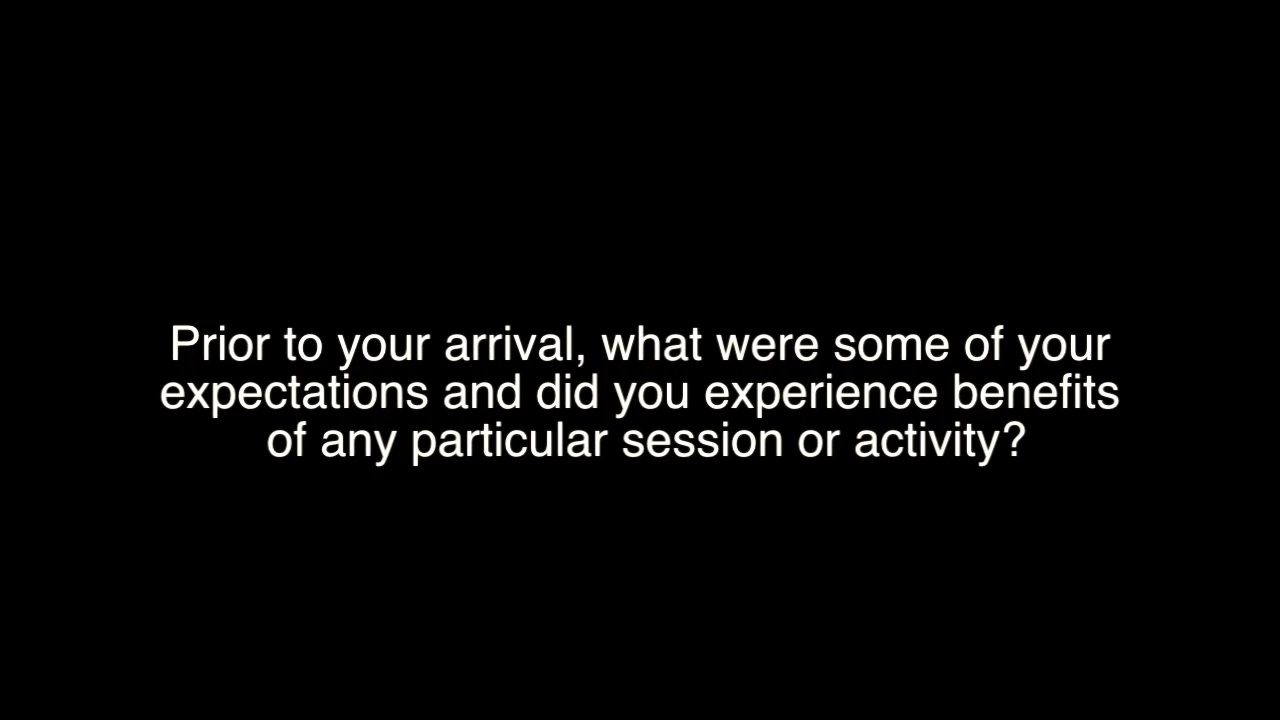 Prior to your arrival, what were some of your
expectations and did you experience benefits
of any particular session or activity?